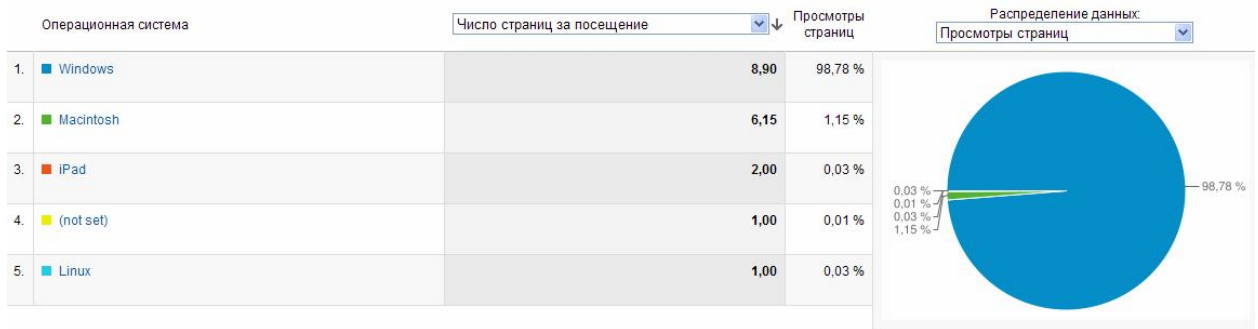 Операционная система
Число страниц за посещение
Просмотры
страниц
Распределение данных:
Просмотры страниц
1. Windows 8,90 98,78 %
2. Macintosh 6,15 1,15 %
3. iPad 2,00 0,03 %
4. (not set) 1,00 0,01 %
5. Linux 1,00 0,03 %
0,03 %
0,01 %
0,03 %
1,15 %
98,78 %